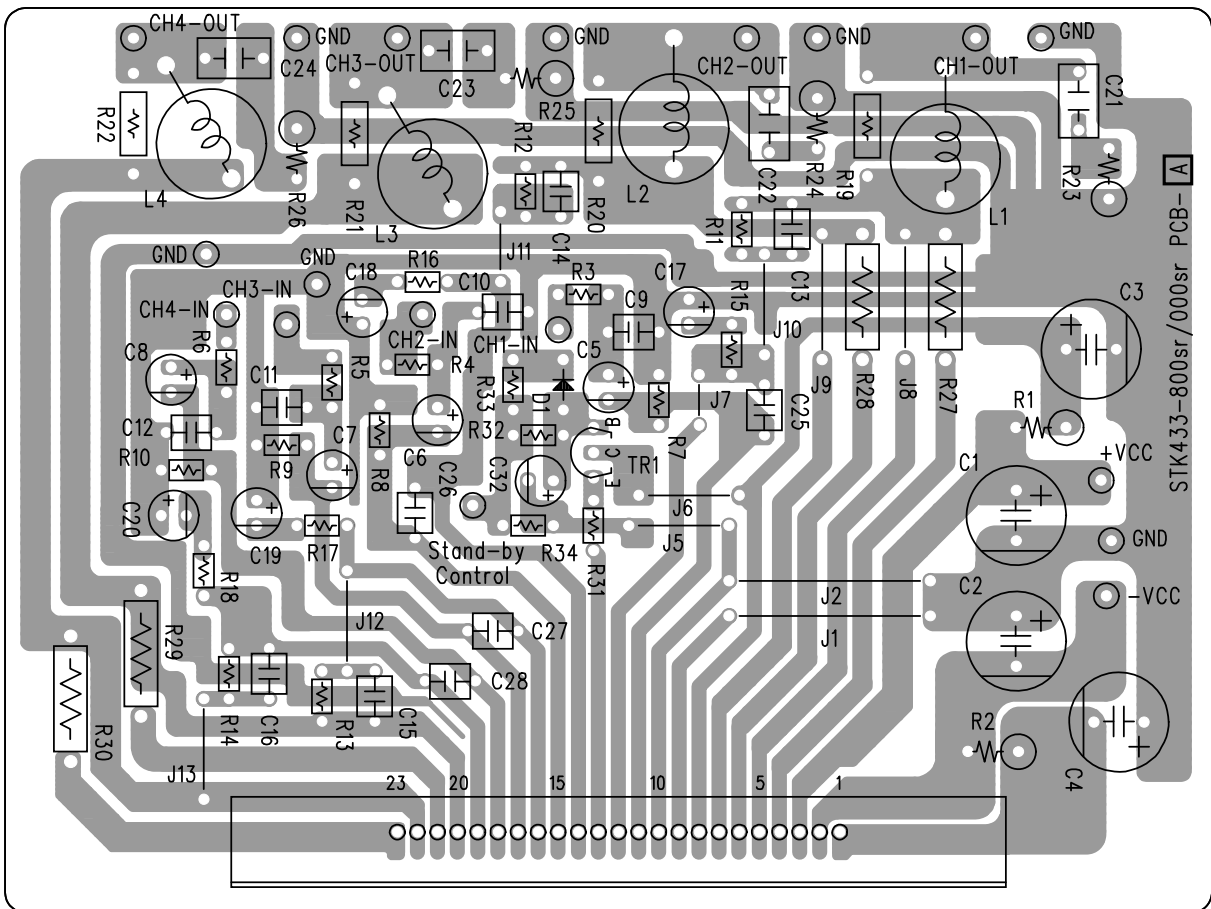 CH4-OUT
GND
CH3-OUT
GND
CH2-OUT
GND
CH1-OUT
GND
C24
C23
R25
C21
R22
R12
L4
R26
R21
L3
C14
R20
L2
C22
R24
R19
L1
R23
STK433-800sr/000sr PCB-A
GND
CH3-IN
GND
C18
R16
C10
J11
R3
C17
R11
C13
R15
J10
C3
CH4-IN
R6
C9
C8
CH2-IN
CH1-IN
C5
R5
R4
C11
R33
D1
J7
J9
R28
J8
R27
R1
C12
R10
R9
C7
R8
C6
R32
C26
C32
B
C
E
TR1
R7
C25
C1
+VCC
C20
C19
R17
Stand-by
Control
R34
R31
J6
J5
GND
R18
R29
J12
C27
J2
J1
C2
-VCC
C28
R30
R14
C16
R13
C15
J13
R2
C4
23
20
15
10
5
1